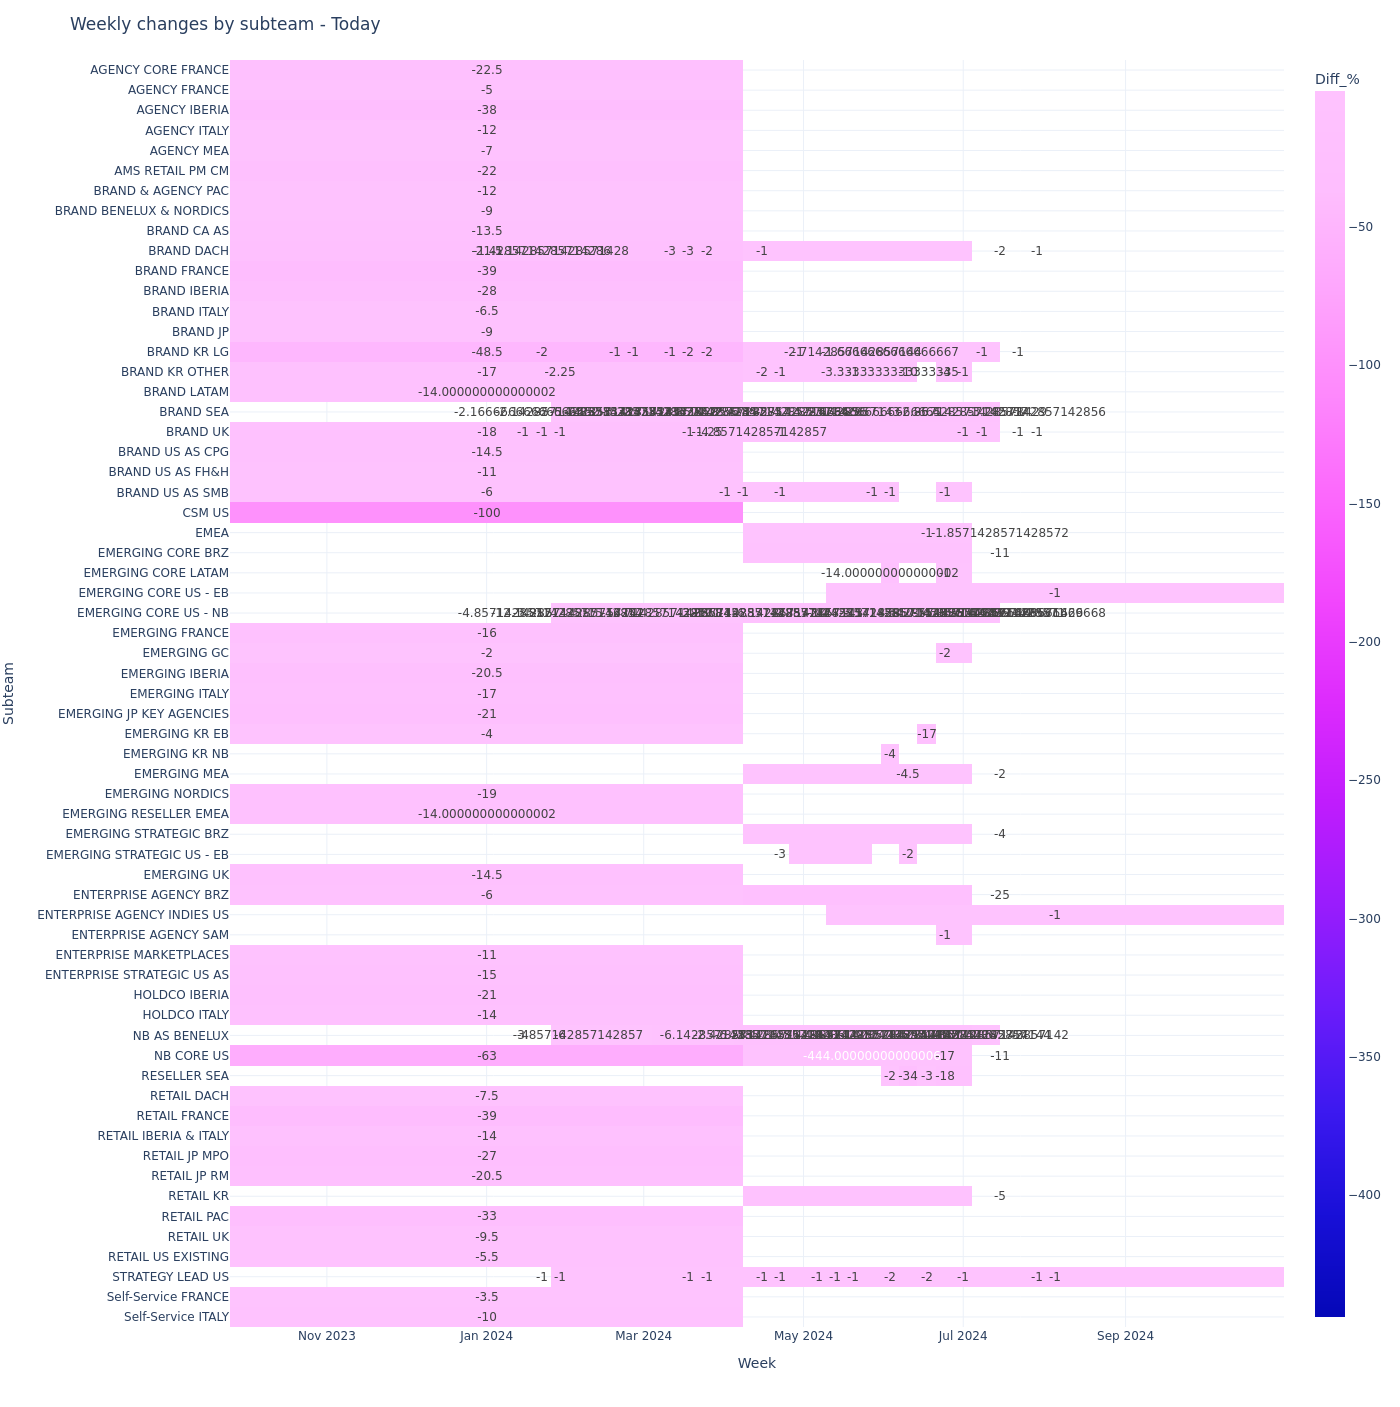 Weekly changes by subteam - Today
Diff_%
AGENCY CORE FRANCE -22.5
AGENCY FRANCE -5
AGENCY IBERIA -38
AGENCY ITALY -12
AGENCY MEA -7
AMS RETAIL PM CM -22
BRAND & AGENCY PAC -12
BRAND BENELUX & NORDICS -9
BRAND CA AS -13.5
BRAND DACH -3 -3 -2 -1 -2 -1
BRAND FRANCE -39
BRAND IBERIA -28
BRAND ITALY -6.5
BRAND JP -9
BRAND KR LG -48.5 -2 -1 -1 -1 -2 -2 -1 -1
BRAND KR OTHER -17 -2.25 -2 -1 -1
BRAND LATAM -14.000000000000002
BRAND SEA
BRAND UK -18 -1 -1 -1 -1 -1 -1 -1
BRAND US AS CPG -14.5
BRAND US AS FH&H -11
BRAND US AS SMB -6 -1 -1 -1 -1 -1 -1
CSM US -100
EMEA -1.8571428571428572
EMERGING CORE BRZ -11
EMERGING CORE LATAM
EMERGING CORE US - EB -1
EMERGING CORE US - NB
EMERGING FRANCE -16
EMERGING GC -2 -2
EMERGING IBERIA -20.5
EMERGING ITALY -17
EMERGING JP KEY AGENCIES -21
EMERGING KR EB -4 -17
EMERGING KR NB -4
EMERGING MEA -4.5 -2
EMERGING NORDICS -19
EMERGING RESELLER EMEA -14.000000000000002
EMERGING STRATEGIC BRZ -4
EMERGING STRATEGIC US - EB -3 -2
EMERGING UK -14.5
ENTERPRISE AGENCY BRZ -6 -25
ENTERPRISE AGENCY INDIES US -1
ENTERPRISE AGENCY SAM -1
ENTERPRISE MARKETPLACES -11
ENTERPRISE STRATEGIC US AS -15
HOLDCO IBERIA -21
HOLDCO ITALY -14
NB AS BENELUX
NB CORE US -63 -17 -11
RESELLER SEA -2 -34 -3 -18
RETAIL DACH -7.5
RETAIL FRANCE -39
RETAIL IBERIA & ITALY -14
RETAIL JP MPO -27
RETAIL JP RM -20.5
RETAIL KR -5
RETAIL PAC -33
RETAIL UK -9.5
RETAIL US EXISTING -5.5
STRATEGY LEAD US -1 -1 -1 -1 -1 -1 -1 -1 -1 -2 -2 -1 -1 -1
Self-Service FRANCE -3.5
Self-Service ITALY -10
Subteam
Nov 2023 Jan 2024 Mar 2024 May 2024 Jul 2024 Sep 2024
Week
−50
−100
−150
−200
−250
−300
−350
−400